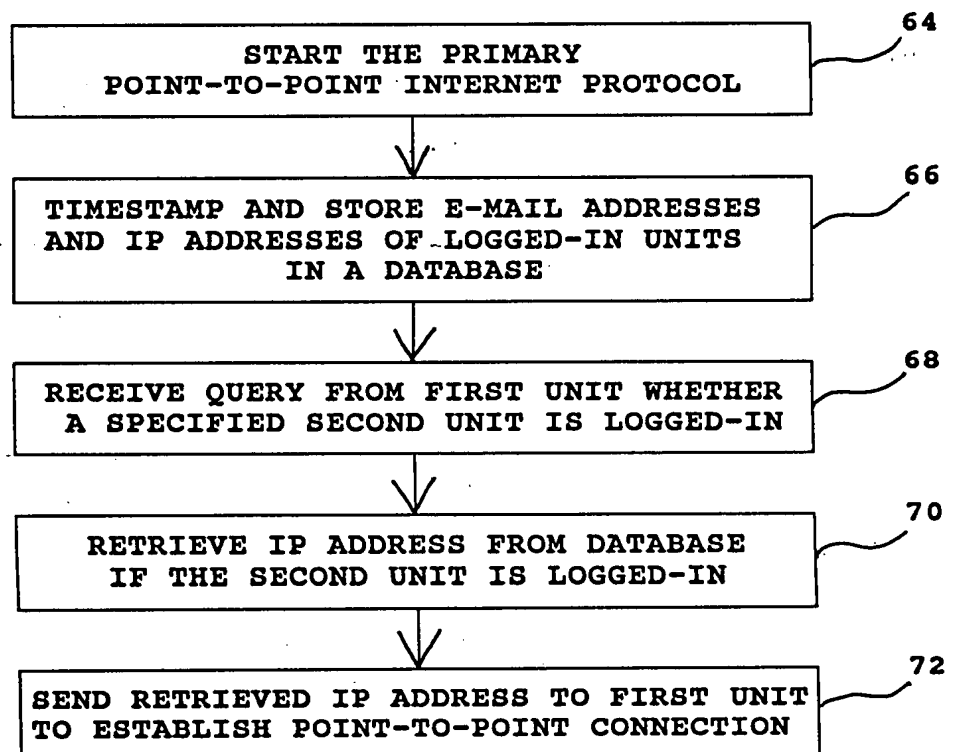 64
START THE PRIMARY
POINT-TO-POINT INTERNET PROTOCOL
66
TIMESTAMP AND STORE E-MAIL ADDRESSES
AND IP ADDRESSES OF LOGGED-IN UNITS
IN A DATABASE
68
RECEIVE QUERY FROM FIRST UNIT WHETHER
A SPECIFIED SECOND UNIT IS LOGGED-IN
70
RETRIEVE IP ADDRESS FROM DATABASE
IF THE SECOND UNIT IS LOGGED-IN
72
SEND RETRIEVED IP ADDRESS TO FIRST UNIT
TO ESTABLISH POINT-TO-POINT CONNECTION